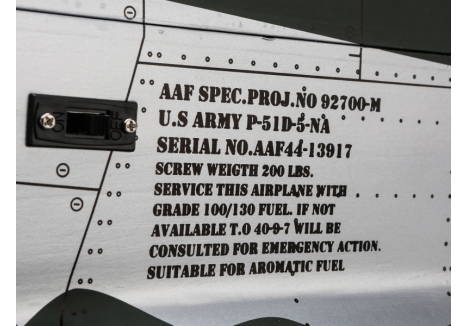 ON
AAF SPEC.PROJ.NO 92700-M
U.S ARMY P-51D-5-NA
SERIAL NO.AAF44-13917
SCREW WEIGTH 200 LBS.
SERVICE THIS AIRPLANE WITH
GRADE 100/130 FUEL. IF NOT
AVAILABLE T.O 40-9-7 WILL BE
CONSULTED FOR EMERGENCY ACTION.
SUITABLE FOR AROMATIC FUEL